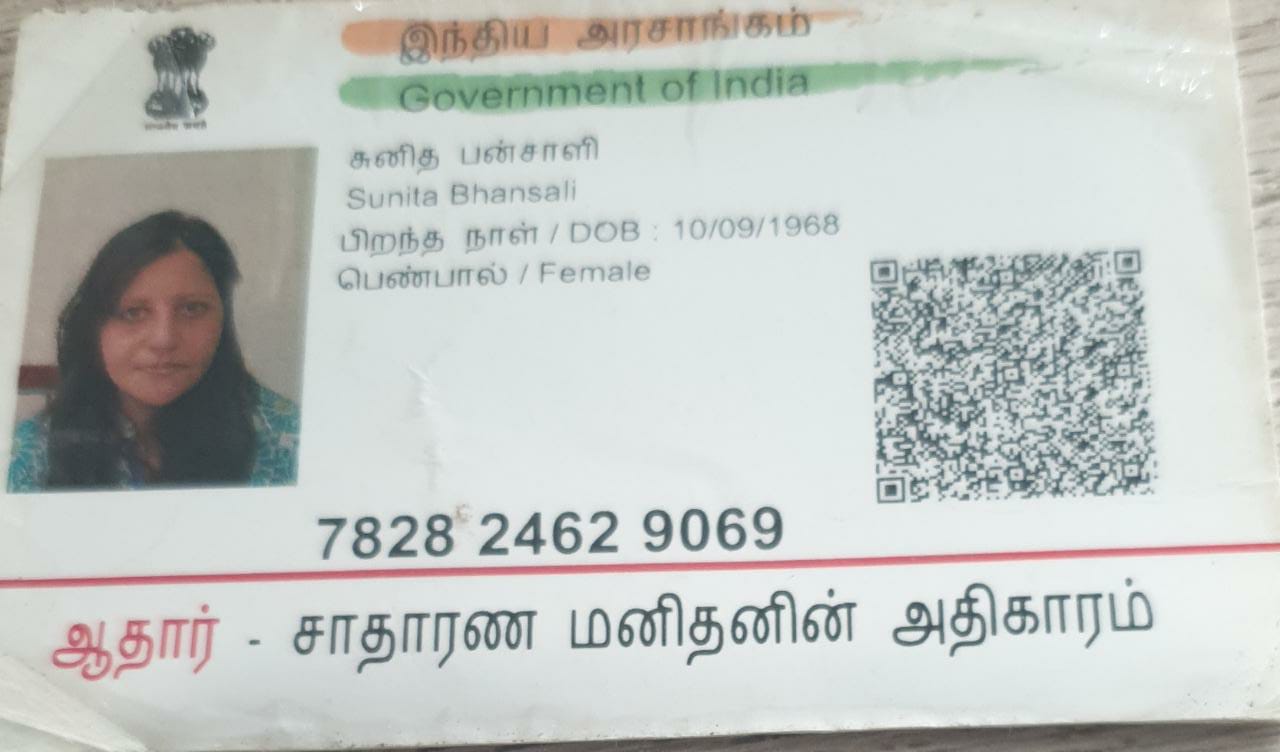 இந்திய அரசாங்கம்
Government of India
சுனித பன்சாளி
Sunita Bhansali
பிறந்த நாள் / DOB : 10/09/1968
பெண்பால் / Female
7828 2462 9069
ஆதார் - சாதாரண மனிதனின் அதிகாரம்